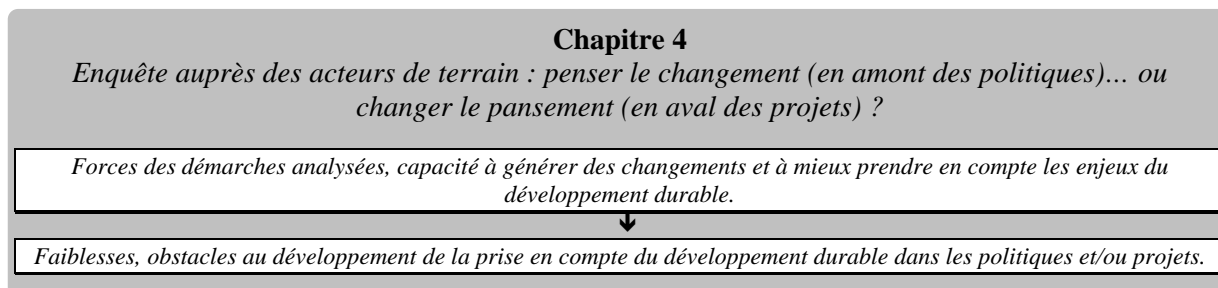 Chapitre 4
Enquête auprès des acteurs de terrain : penser le changement (en amont des politiques)… ou
changer le pansement (en aval des projets) ?
Forces des démarches analysées, capacité à générer des changements et à mieux prendre en compte les enjeux du
développement durable.
Faiblesses, obstacles au développement de la prise en compte du développement durable dans les politiques et/ou projets.